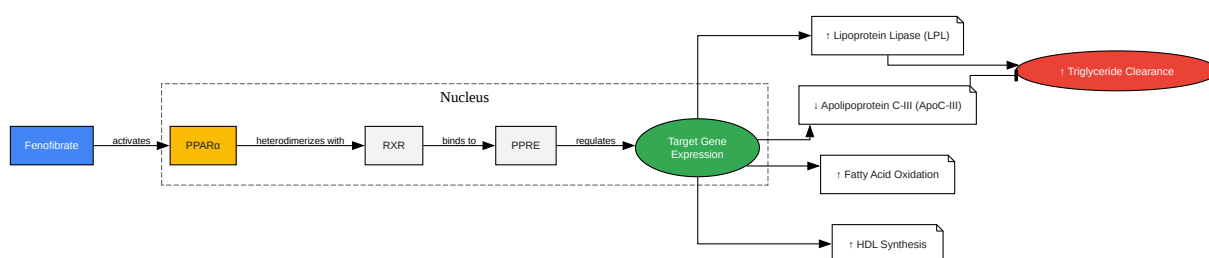 Nucleus
Fenofibrate
activates
PPARα
heterodimerizes with
RXR
binds to
PPRE
regulates
Target Gene
Expression
↑ Lipoprotein Lipase (LPL)
↓ Apolipoprotein C-III (ApoC-III)
↑ Fatty Acid Oxidation
↑ HDL Synthesis
↑ Triglyceride Clearance